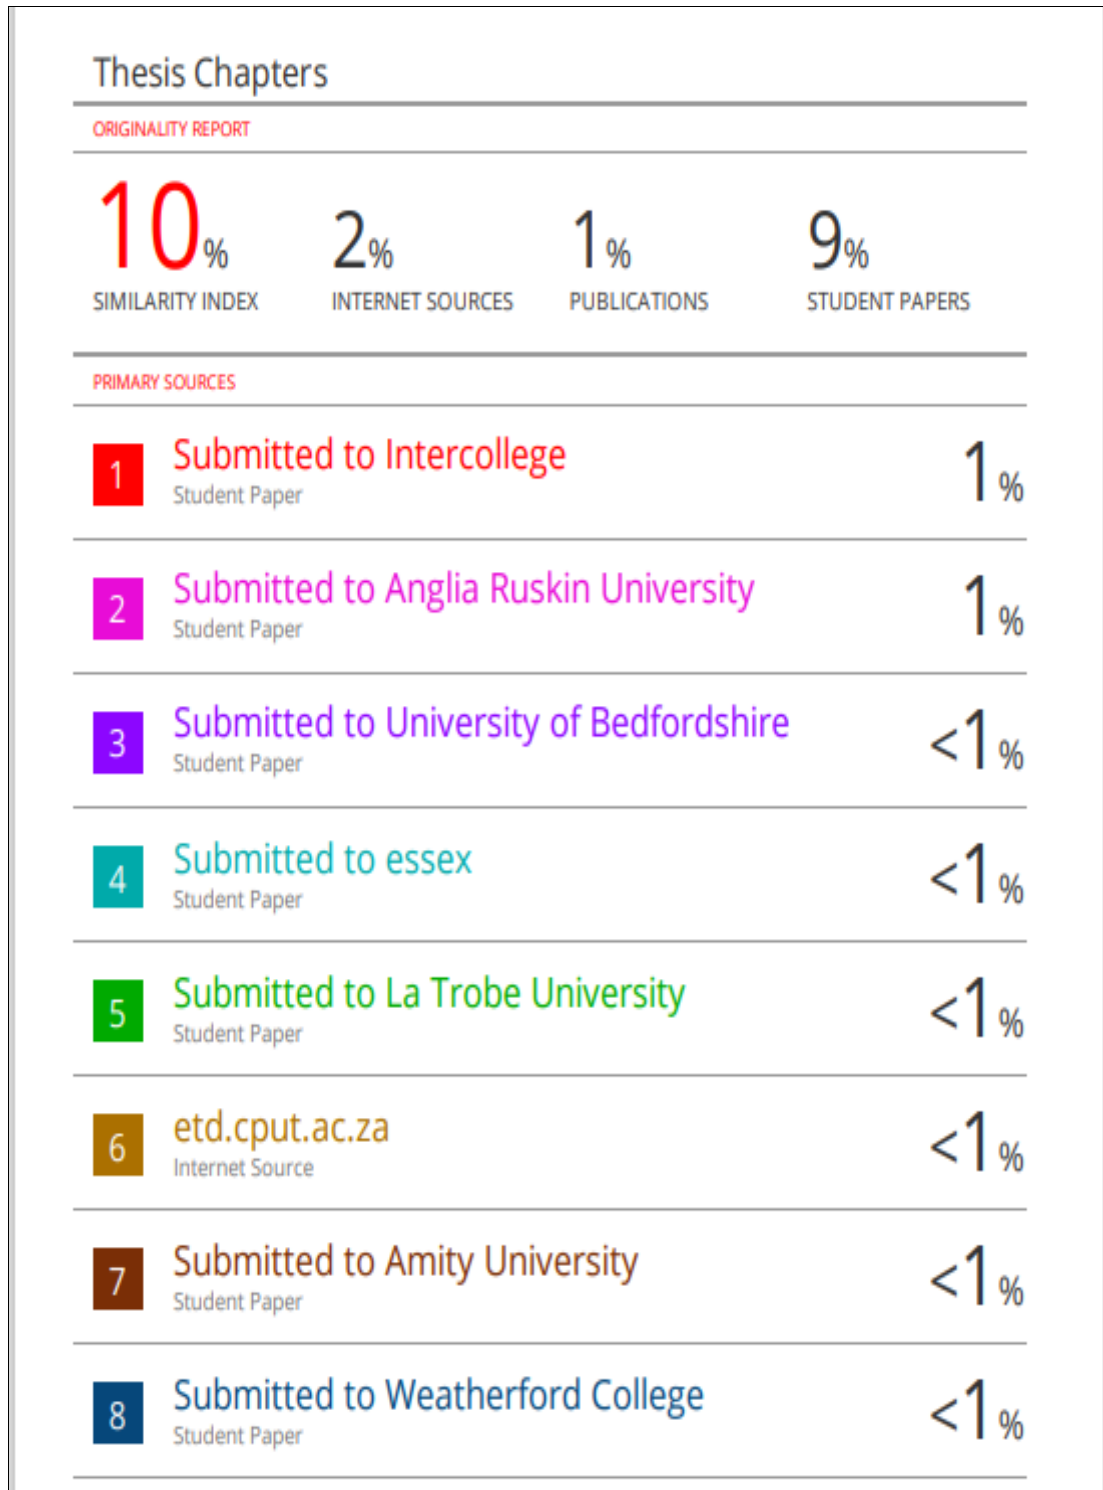 Thesis Chapters
ORIGINALITY REPORT
10% 2% 1% 9%
SIMILARITY INDEX INTERNET SOURCES PUBLICATIONS STUDENT PAPERS
PRIMARY SOURCES
1 Submitted to Intercollege 1%
Student Paper
2 Submitted to Anglia Ruskin University 1%
Student Paper
3 Submitted to University of Bedfordshire <1%
Student Paper
4 Submitted to essex <1%
Student Paper
5 Submitted to La Trobe University <1%
Student Paper
6 etd.cput.ac.za <1%
Internet Source
7 Submitted to Amity University <1%
Student Paper
8 Submitted to Weatherford College <1%
Student Paper